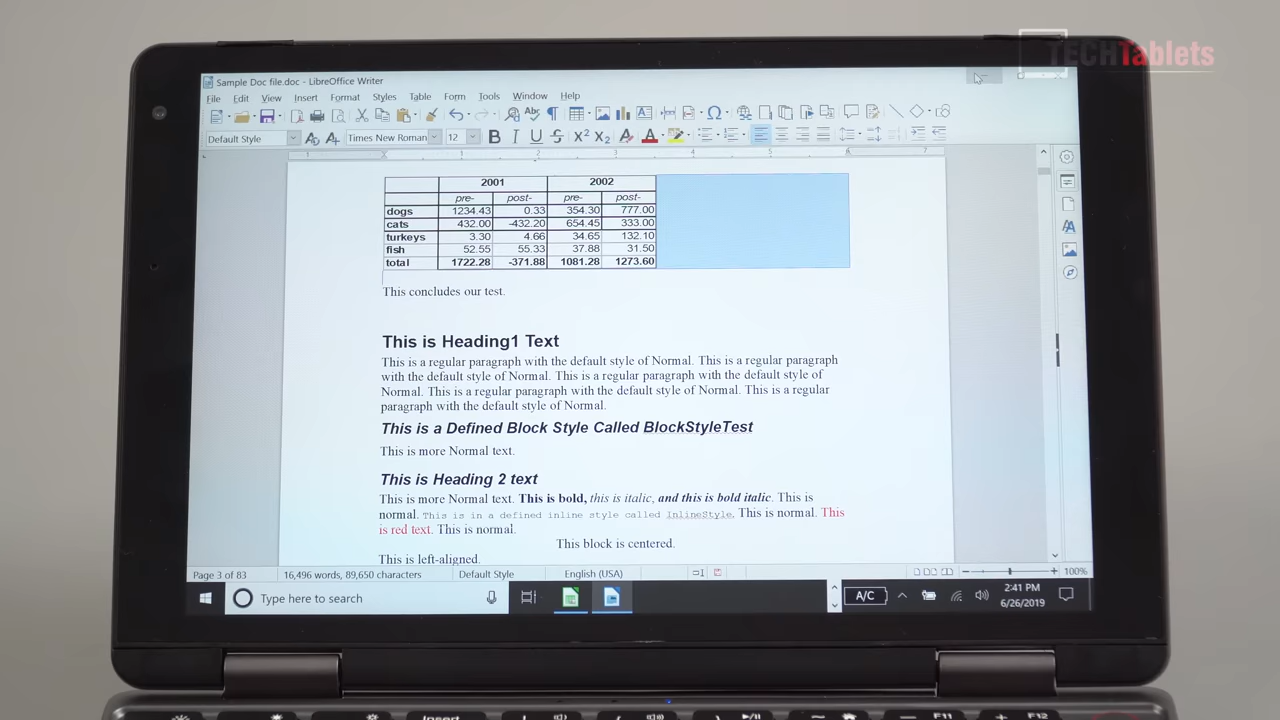 TECHTablets
Sample Doc file.doc - LibreOffice Writer
File Edit View Insert Format Styles Table Form Tools Window Help
Default Style Times New Roman 12
1 1 2 3 4 5 6 7
2001 2002
pre- post- pre- post-
dogs 1234.43 0.33 354.30 777.00
cats 432.00 -432.20 654.45 333.00
turkeys 3.30 4.66 34.65 132.10
fish 52.55 55.33 37.88 31.50
total 1722.28 -371.88 1081.28 1273.60
This concludes our test.
This is Heading1 Text
This is a regular paragraph with the default style of Normal. This is a regular paragraph
with the default style of Normal. This is a regular paragraph with the default style of
Normal. This is a regular paragraph with the default style of Normal. This is a regular
paragraph with the default style of Normal.
This is a Defined Block Style Called BlockStyleTest
This is more Normal text.
This is Heading 2 text
This is more Normal text. This is bold, this is italic, and this is bold italic. This is
normal. This is in a defined inline style called InlineStyle. This is normal. This
is red text. This is normal.
This block is centered.
This is left-aligned.
Page 3 of 83 16,496 words, 89,650 characters Default Style English (USA) 100%
Type here to search A/C 2:41 PM
6/26/2019
Insert F11 F12